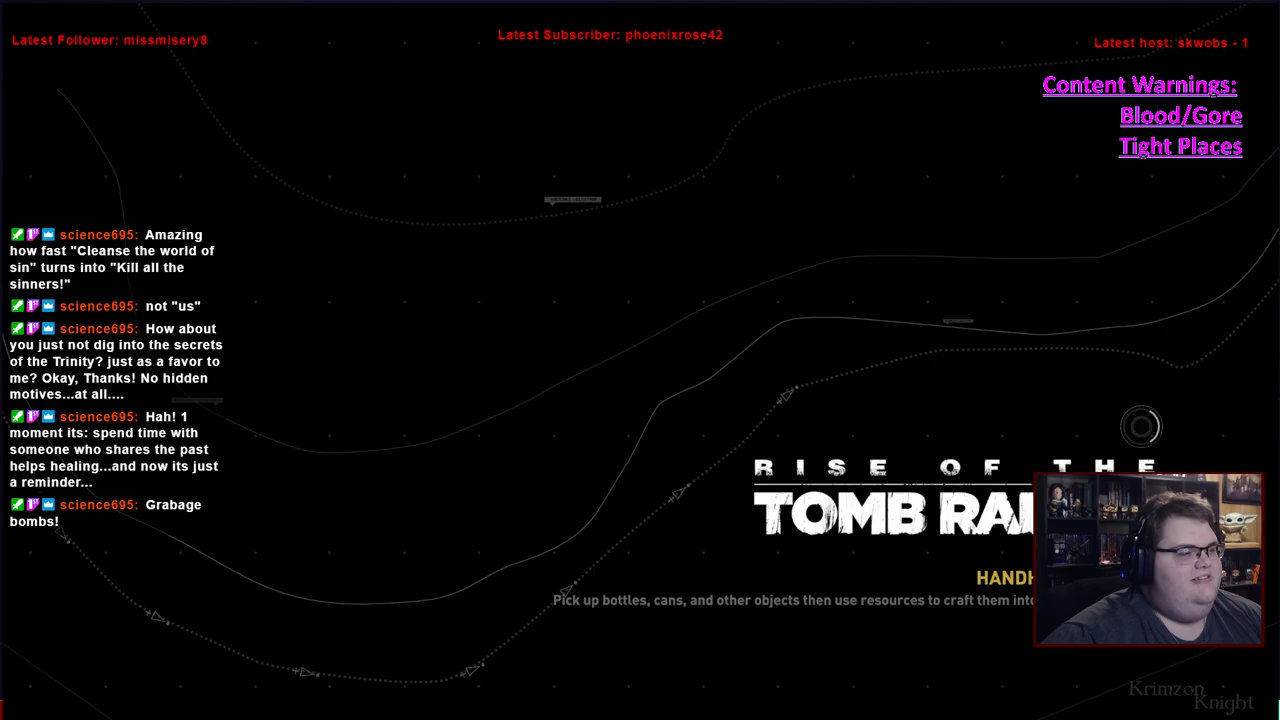 Latest Follower: missmisery8
Latest Subscriber: phoenixrose42
Latest host: skwobs - 1
Content Warnings:
Blood/Gore
Tight Places
science695: Amazing
how fast "Cleanse the world of
sin" turns into "Kill all the
sinners!"
science695: not "us"
science695: How about
you just not dig into the secrets
of the Trinity? just as a favor to
me? Okay, Thanks! No hidden
motives...at all....
science695: Hah! 1
moment its: spend time with
someone who shares the past
helps healing...and now its just
a reminder...
science695: Grabage
bombs!
RISE OF THE
TOMB RAI
HANDH
Pick up bottles, cans, and other objects then use resources to craft them into
Krimzon
Knight